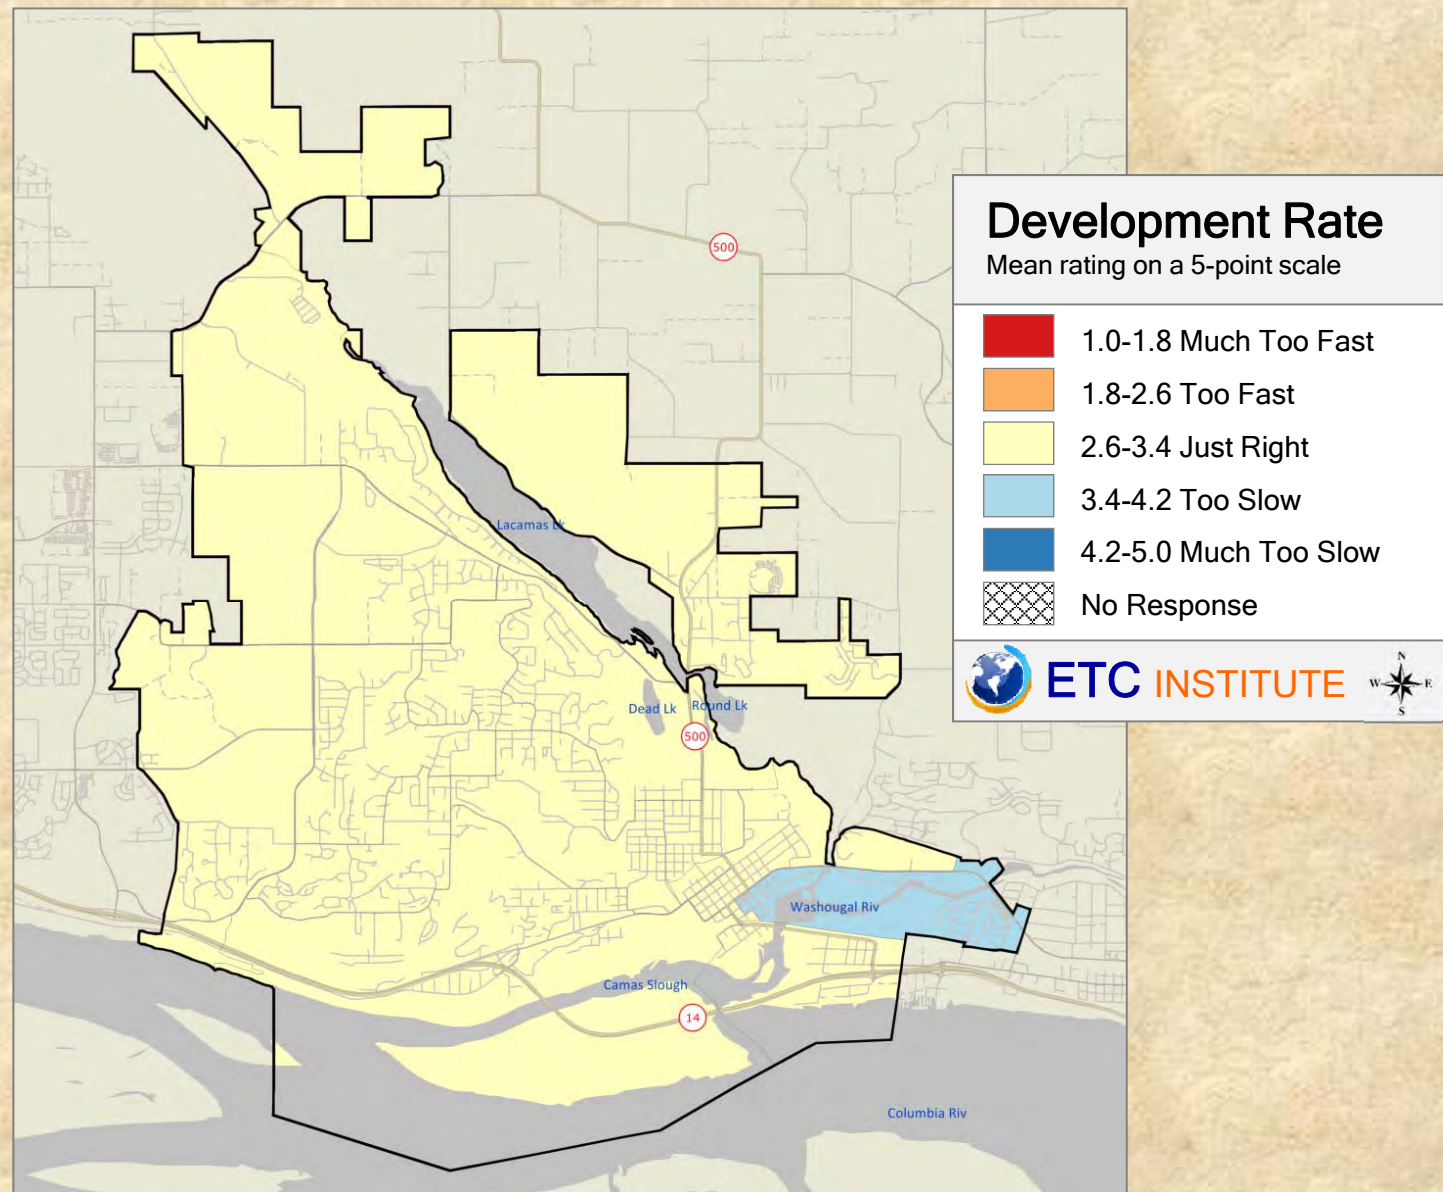 500
Development Rate
Mean rating on a 5-point scale
1.0-1.8 Much Too Fast
1.8-2.6 Too Fast
2.6-3.4 Just Right
3.4-4.2 Too Slow
4.2-5.0 Much Too Slow
No Response
ETC INSTITUTE
N
W E
S
Lacamas Lk
Dead Lk
Round Lk
500
Washougal Riv
Camas Slough
14
Columbia Riv